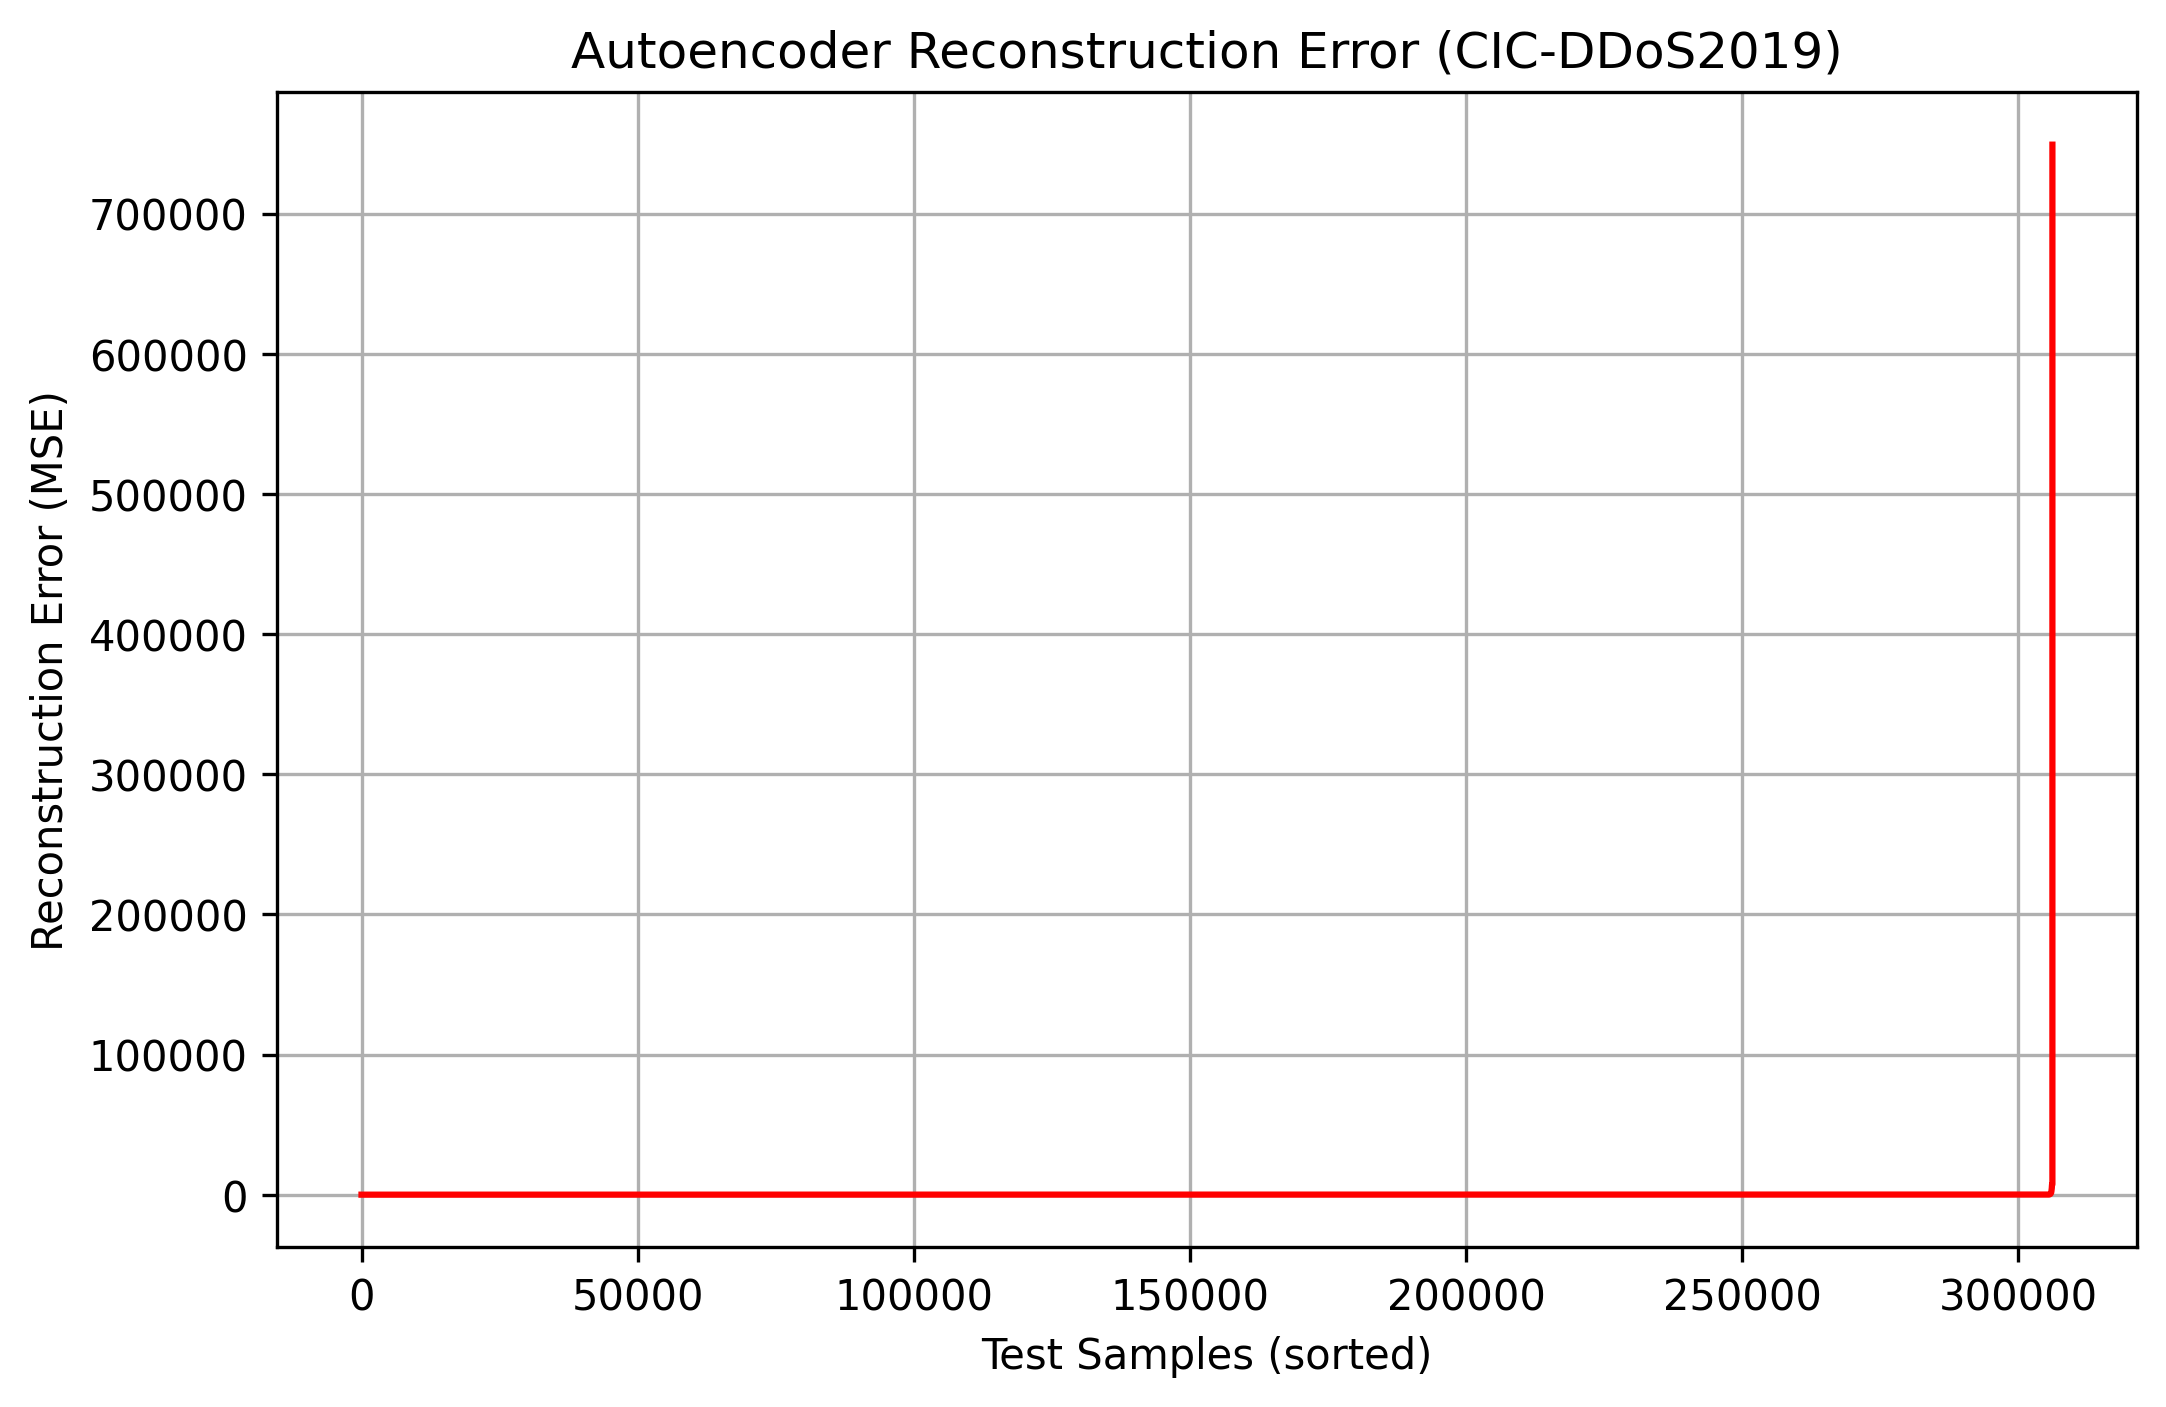 Autoencoder Reconstruction Error (CIC-DDoS2019)
Reconstruction Error (MSE)
700000
600000
500000
400000
300000
200000
100000
0
0 50000 100000 150000 200000 250000 300000
Test Samples (sorted)